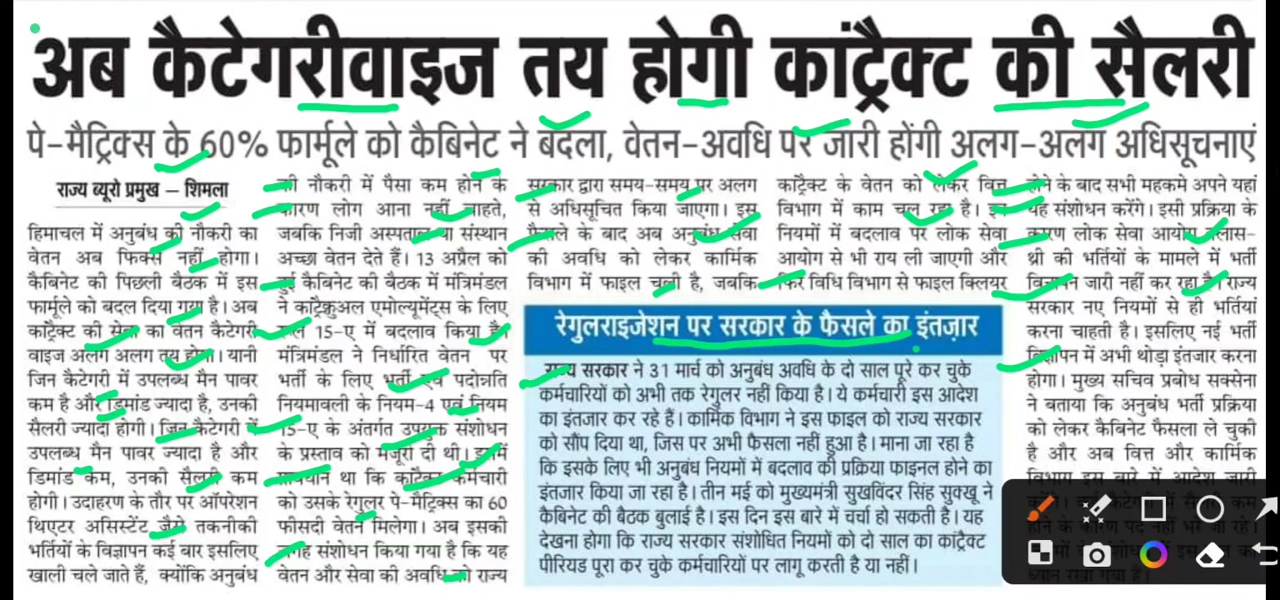 अब कैटेगरीवाइज तय होगी कांट्रैक्ट की सैलरी
पे-मैट्रिक्स के 60% फार्मूले को कैबिनेट ने बदला, वेतन-अवधि पर जारी होंगी अलग-अलग अधिसूचनाएं
राज्य ब्यूरो प्रमुख – शिमला
हिमाचल में अनुबंध की नौकरी का
वेतन अब फिक्स नहीं होगा।
कैबिनेट की पिछली बैठक में इस
फार्मूले को बदल दिया गया है। अब
कांट्रैक्ट की सेवा का वेतन कैटेगरी
वाइज अलग अलग तय होगा। यानी
जिन कैटेगरी में उपलब्ध मैन पावर
कम है और डिमांड ज्यादा है, उनकी
सैलरी ज्यादा होगी। जिन कैटेगरी में
उपलब्ध मैन पावर ज्यादा है और
डिमांड कम, उनकी सैलरी कम
होगी। उदाहरण के तौर पर ऑपरेशन
थिएटर असिस्टेंट जैसे तकनीकी
भर्तियों के विज्ञापन कई बार इसलिए
खाली चले जाते हैं, क्योंकि अनुबंध
की नौकरी में पैसा कम होने के
कारण लोग आना नहीं चाहते,
जबकि निजी अस्पताल या संस्थान
अच्छा वेतन देते हैं। 13 अप्रैल को
हुई कैबिनेट की बैठक में मंत्रिमंडल
ने कांट्रैक्चुअल एमोल्यूमेंट्स के लिए
रूल 15-ए में बदलाव किया है।
मंत्रिमंडल ने निर्धारित वेतन पर
भर्ती के लिए भर्ती एवं पदोन्नति
नियमावली के नियम-4 एवं नियम
15-ए के अंतर्गत उपयुक्त संशोधन
के प्रस्ताव को मंजूरी दी थी। इसमें
प्रावधान था कि कांट्रैक्ट कर्मचारी
को उसके रेगुलर पे-मैट्रिक्स का 60
फीसदी वेतन मिलेगा। अब इसकी
जगह संशोधन किया गया है कि यह
वेतन और सेवा की अवधि को राज्य
सरकार द्वारा समय-समय पर अलग
से अधिसूचित किया जाएगा। इस
फैसले के बाद अब अनुबंध सेवा
की अवधि को लेकर कार्मिक
विभाग में फाइल चली है, जबकि
कांट्रैक्ट के वेतन को लेकर वित्त
विभाग में काम चल रहा है। इन
नियमों में बदलाव पर लोक सेवा
आयोग से भी राय ली जाएगी और
फिर विधि विभाग से फाइल क्लियर
होने के बाद सभी महकमे अपने यहां
यह संशोधन करेंगे। इसी प्रक्रिया के
कारण लोक सेवा आयोग क्लास-
थ्री की भर्तियों के मामले में भर्ती
विज्ञापन जारी नहीं कर रहा है। राज्य
सरकार नए नियमों से ही भर्तियां
करना चाहती है। इसलिए नई भर्ती
विज्ञापन में अभी थोड़ा इंतजार करना
होगा। मुख्य सचिव प्रबोध सक्सेना
ने बताया कि अनुबंध भर्ती प्रक्रिया
को लेकर कैबिनेट फैसला ले चुकी
है और अब वित्त और कार्मिक
विभाग इस बारे में आदेश जारी
रेगुलराइजेशन पर सरकार के फैसले का इंतज़ार
राज्य सरकार ने 31 मार्च को अनुबंध अवधि के दो साल पूरे कर चुके
कर्मचारियों को अभी तक रेगुलर नहीं किया है। ये कर्मचारी इस आदेश
का इंतजार कर रहे हैं। कार्मिक विभाग ने इस फाइल को राज्य सरकार
को सौंप दिया था, जिस पर अभी फैसला नहीं हुआ है। माना जा रहा है
कि इसके लिए भी अनुबंध नियमों में बदलाव की प्रक्रिया फाइनल होने का
इंतजार किया जा रहा है। तीन मई को मुख्यमंत्री सुखविंदर सिंह सुक्खू ने
कैबिनेट की बैठक बुलाई है। इस दिन इस बारे में चर्चा हो सकती है। यह
देखना होगा कि राज्य सरकार संशोधित नियमों को दो साल का कांट्रैक्ट
पीरियड पूरा कर चुके कर्मचारियों पर लागू करती है या नहीं।